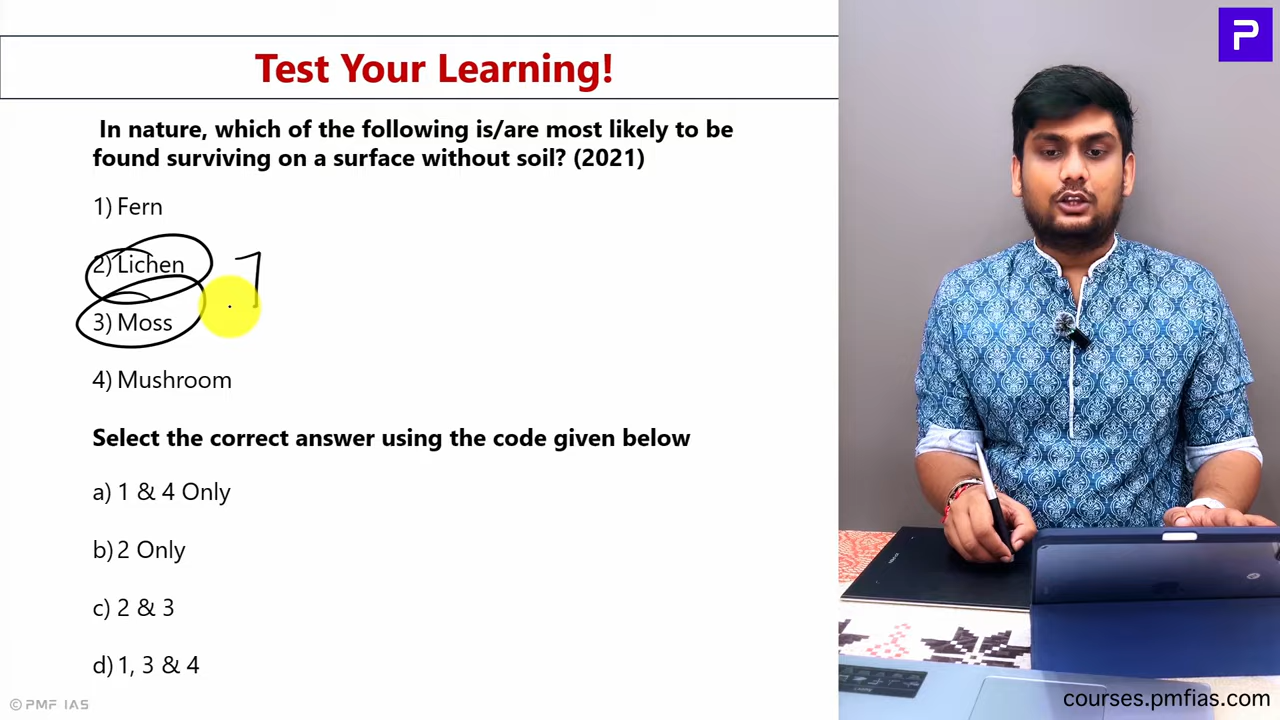 P
Test Your Learning!
In nature, which of the following is/are most likely to be
found surviving on a surface without soil? (2021)
1) Fern
2) Lichen
3) Moss
4) Mushroom
Select the correct answer using the code given below
a) 1 & 4 Only
b) 2 Only
c) 2 & 3
d) 1, 3 & 4
© PMF IAS
courses.pmfias.com